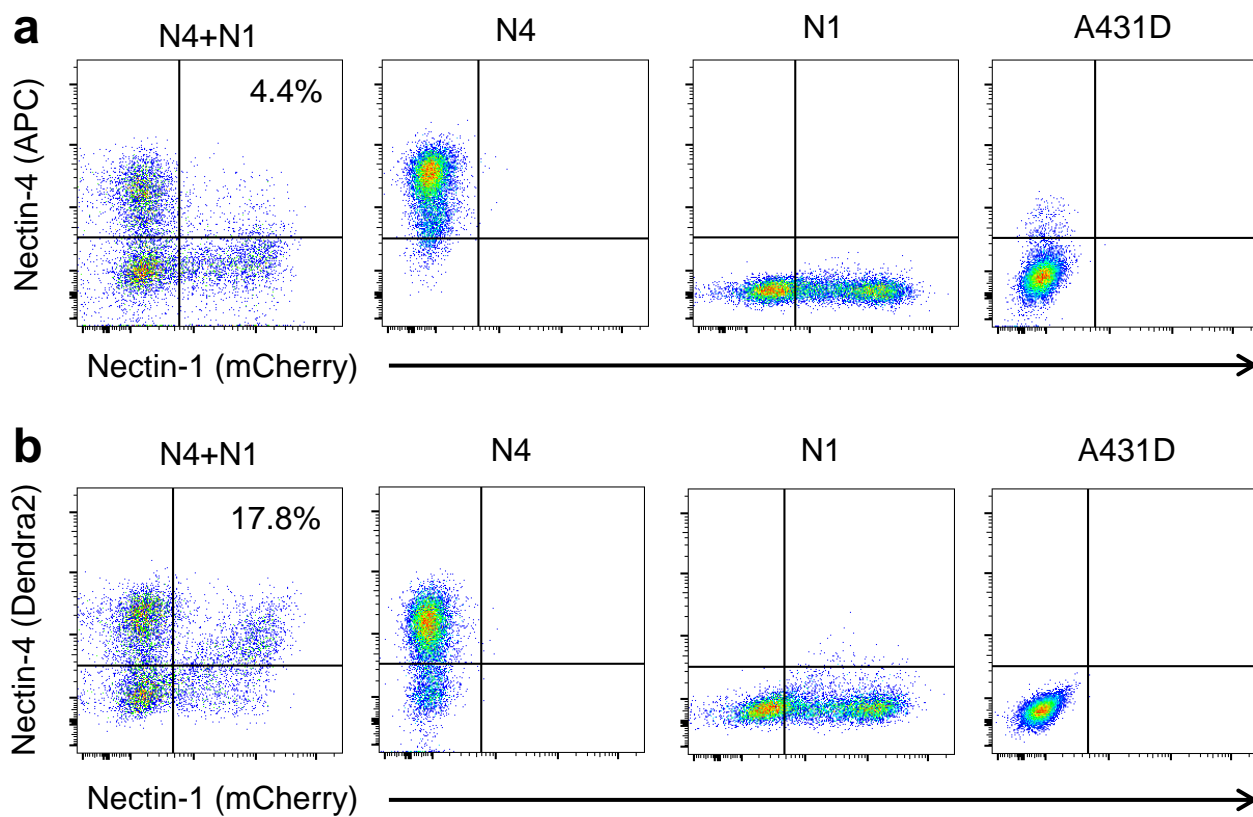 a
N4+N1
N4
N1
A431D
4.4%
Nectin-4 (APC)
Nectin-1 (mCherry)
b
N4+N1
N4
N1
A431D
17.8%
Nectin-4 (Dendra2)
Nectin-1 (mCherry)